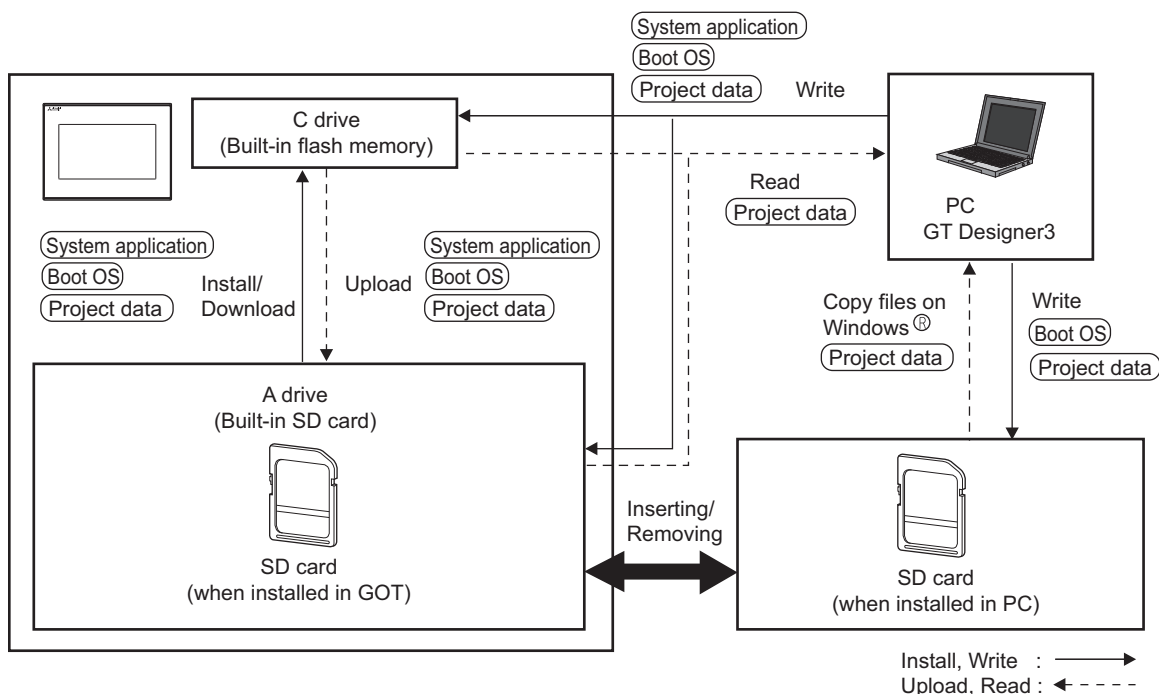 System application
Boot OS
Project data
Write
C drive
(Built-in flash memory)
Read
Project data
PC
GT Designer3
System application
Boot OS
Project data
Install/
Download
Upload
System application
Boot OS
Project data
Copy files on
Windows ®
Project data
Write
Boot OS
Project data
A drive
(Built-in SD card)
SD card
(when installed in GOT)
Inserting/
Removing
SD card
(when installed in PC)
Install, Write :
Upload, Read :